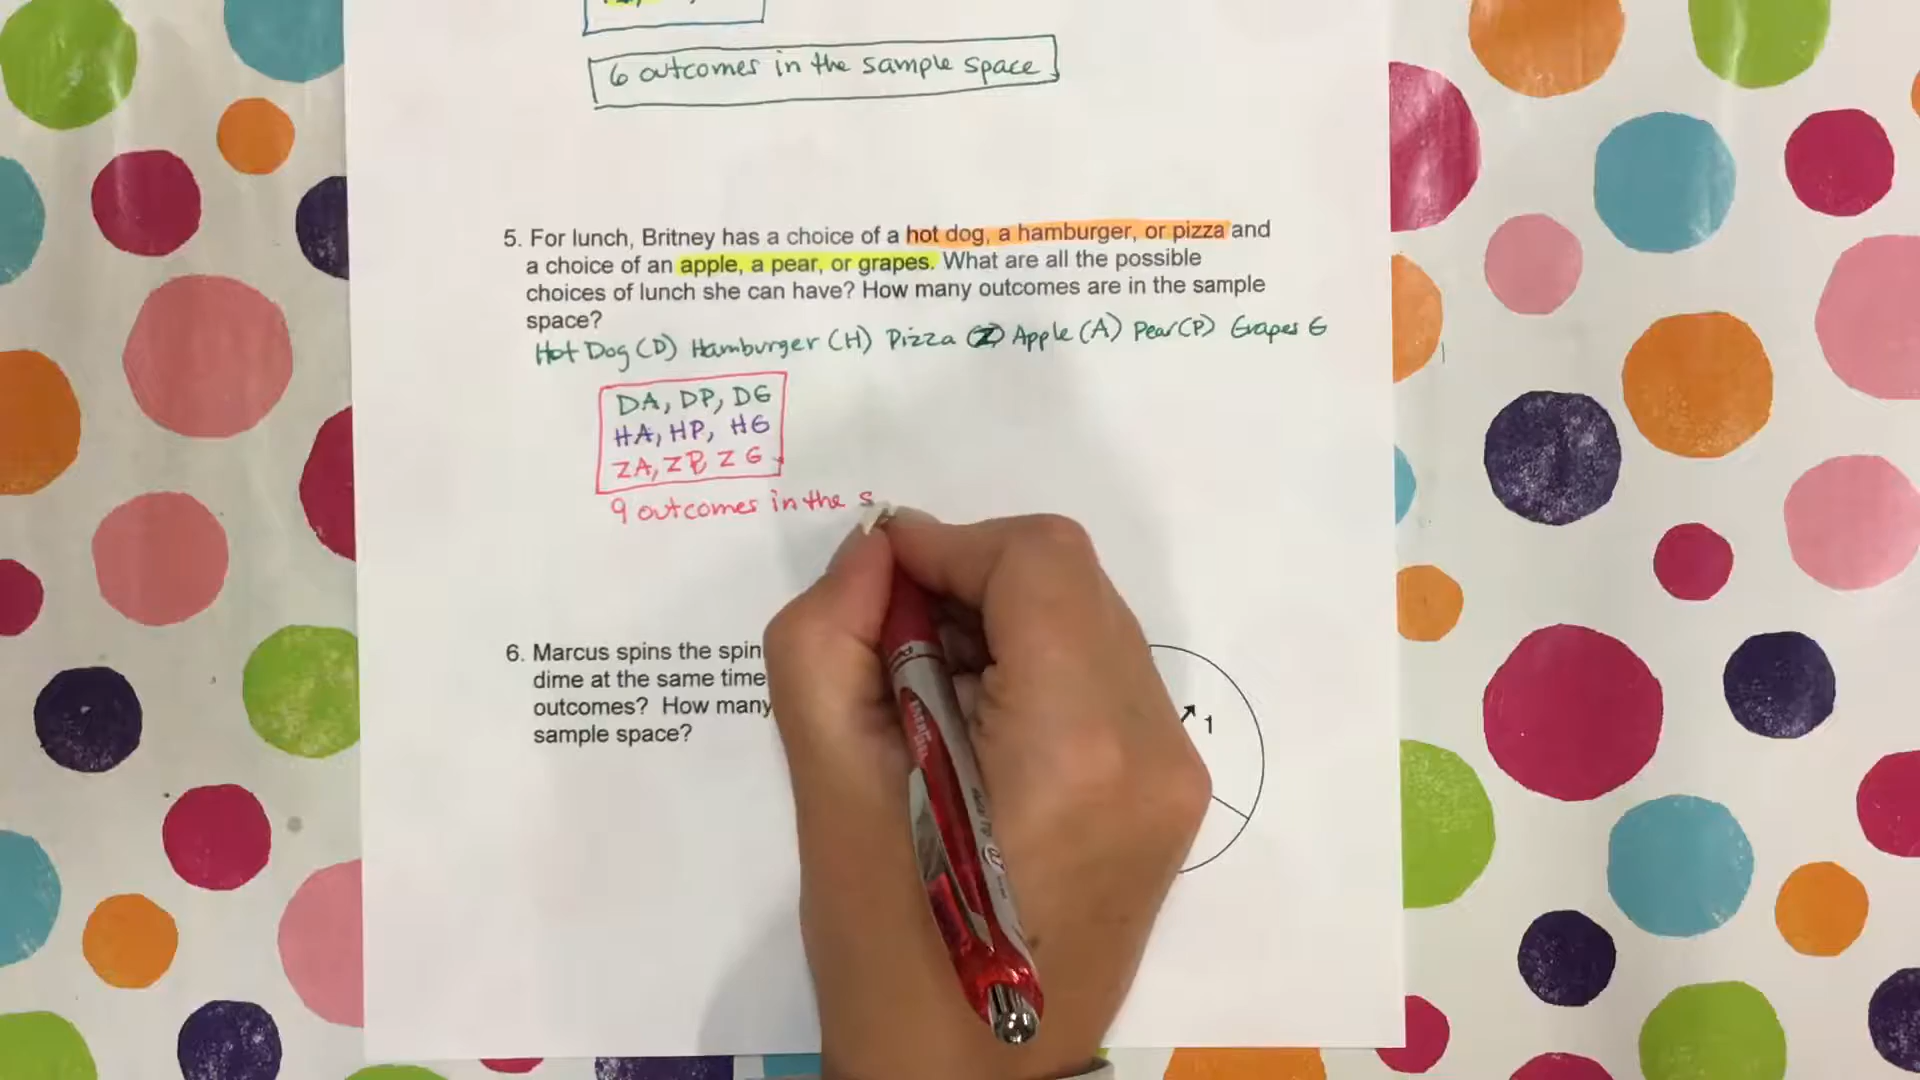 6 outcomes in the sample space
5. For lunch, Britney has a choice of a hot dog, a hamburger, or pizza and
a choice of an apple, a pear, or grapes. What are all the possible
choices of lunch she can have? How many outcomes are in the sample
space?
Hot Dog (D) Hamburger (H) Pizza (Z) Apple (A) Pear (P) Grapes G
DA, DP, DG
HA, HP, HG
ZA, ZP, ZG
9 outcomes in the s
6. Marcus spins the spin
dime at the same time
outcomes? How many
sample space?
1